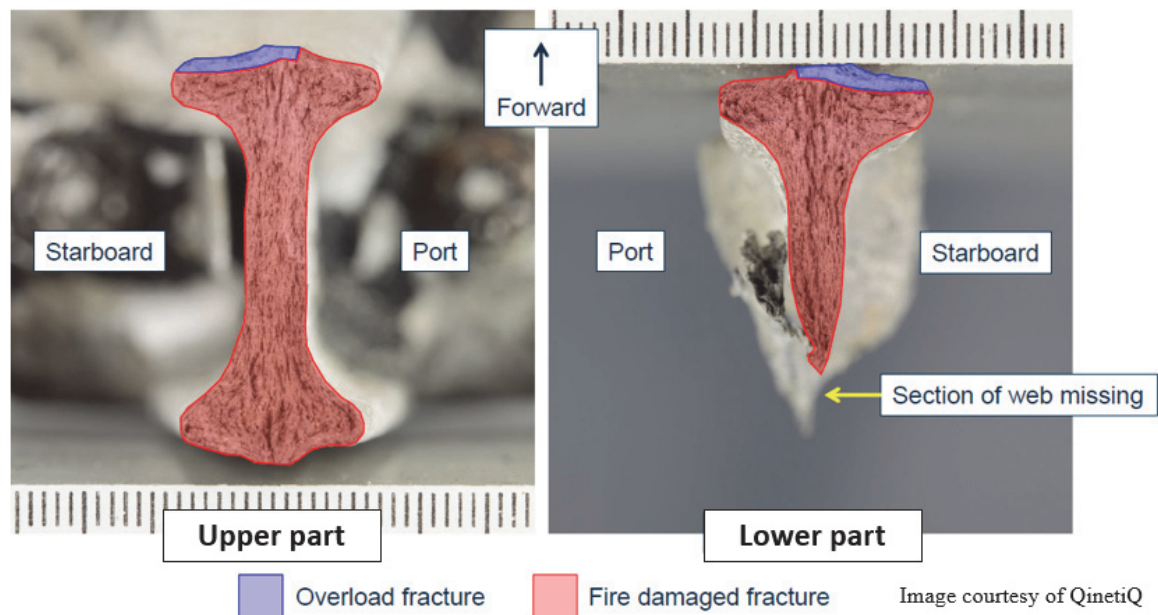 Forward
Starboard
Port
Port
Starboard
Section of web missing
Upper part
Lower part
Overload fracture
Fire damaged fracture
Image courtesy of QinetiQ